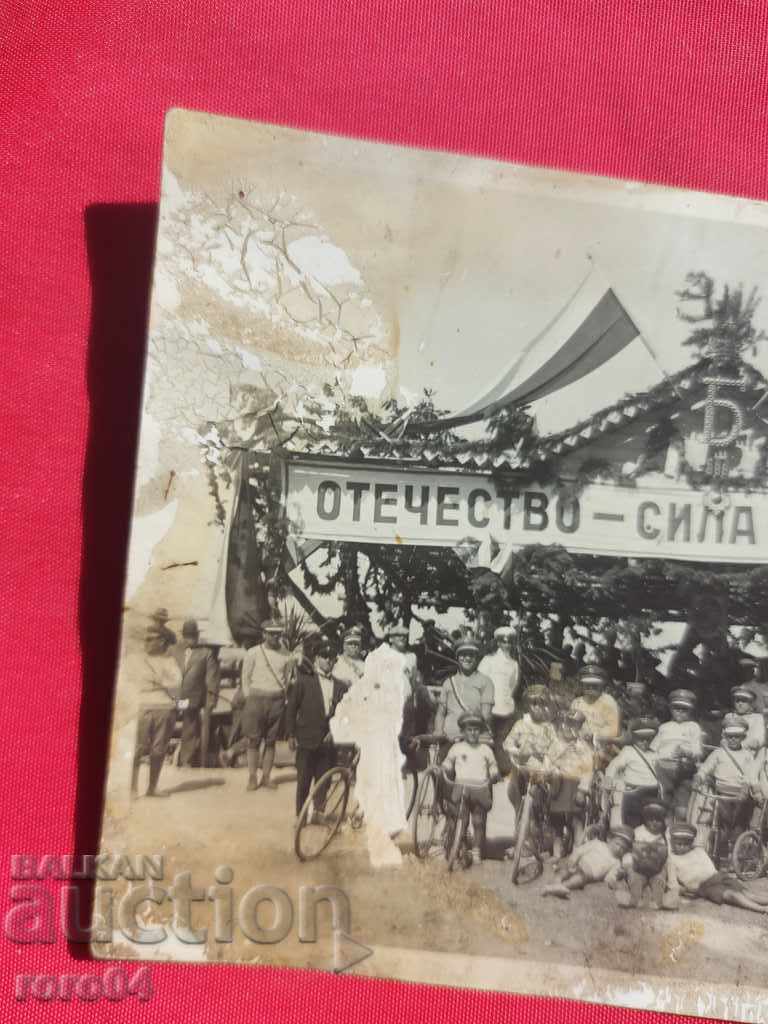 ОТЕЧЕСТВО – СИЛА
Б
BALKAN
auction
roro04